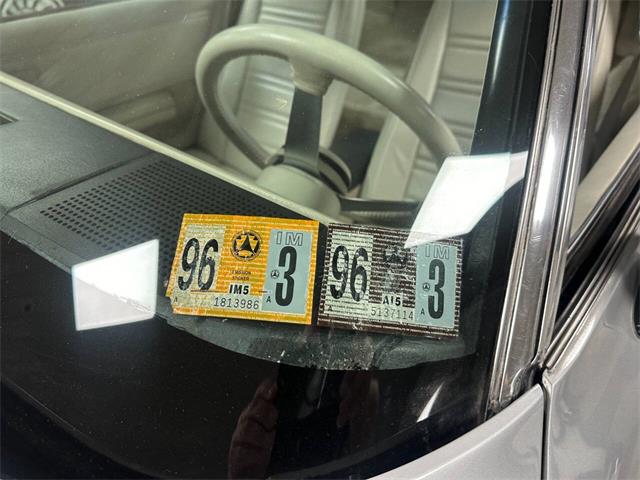 96
IM
3
A
EMISSION
STICKER
IM5
A
1813986
96
IM
3
A
AI5
A
5137114